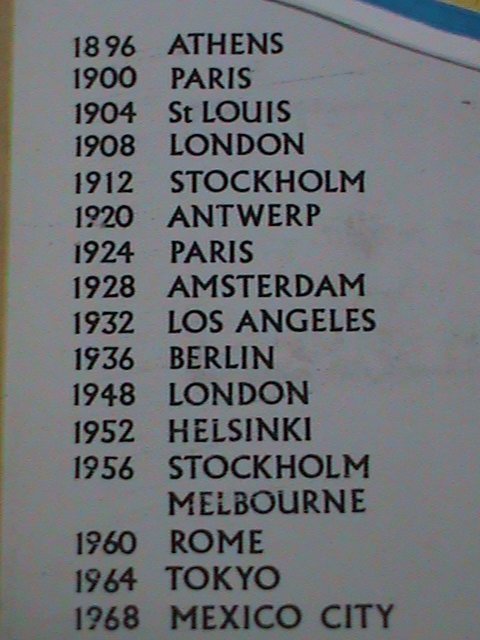 1896 ATHENS
1900 PARIS
1904 St LOUIS
1908 LONDON
1912 STOCKHOLM
1920 ANTWERP
1924 PARIS
1928 AMSTERDAM
1932 LOS ANGELES
1936 BERLIN
1948 LONDON
1952 HELSINKI
1956 STOCKHOLM
MELBOURNE
1960 ROME
1964 TOKYO
1968 MEXICO CITY